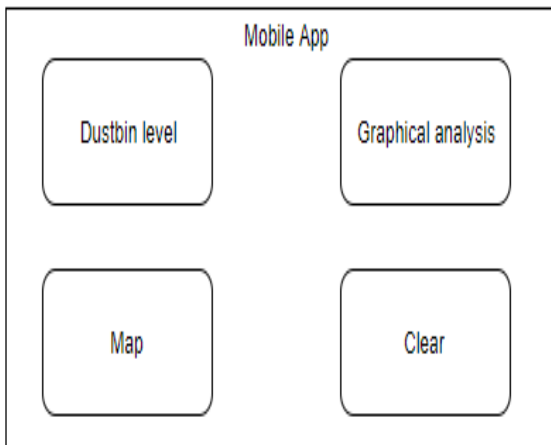 Mobile App
Dustbin level
Graphical analysis
Map
Clear